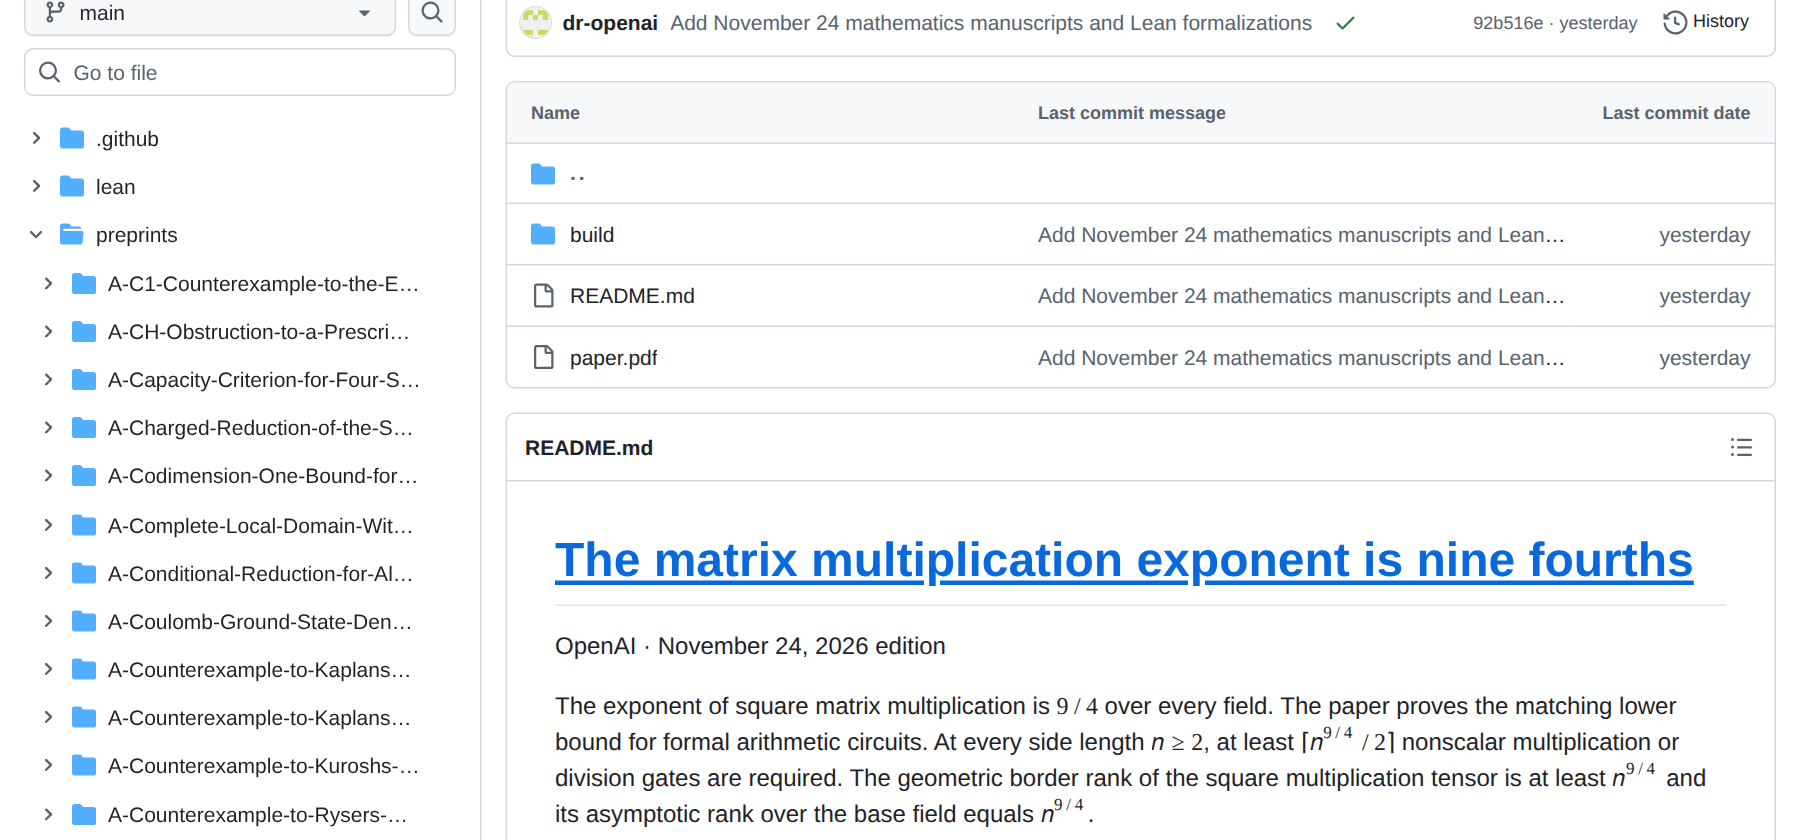 main
Go to file
.github
lean
preprints
A-C1-Counterexample-to-the-E…
A-CH-Obstruction-to-a-Prescri…
A-Capacity-Criterion-for-Four-S…
A-Charged-Reduction-of-the-S…
A-Codimension-One-Bound-for…
A-Complete-Local-Domain-Wit…
A-Conditional-Reduction-for-Al…
A-Coulomb-Ground-State-Den…
A-Counterexample-to-Kaplans…
A-Counterexample-to-Kaplans…
A-Counterexample-to-Kuroshs-…
A-Counterexample-to-Rysers-…
dr-openai Add November 24 mathematics manuscripts and Lean formalizations 92b516e · yesterday History
Name Last commit message Last commit date
..
build Add November 24 mathematics manuscripts and Lean… yesterday
README.md Add November 24 mathematics manuscripts and Lean… yesterday
paper.pdf Add November 24 mathematics manuscripts and Lean… yesterday
README.md
The matrix multiplication exponent is nine fourths
OpenAI · November 24, 2026 edition
The exponent of square matrix multiplication is 9 / 4 over every field. The paper proves the matching lower
bound for formal arithmetic circuits. At every side length n ≥ 2, at least ⌈n^{9/4} / 2⌉ nonscalar multiplication or
division gates are required. The geometric border rank of the square multiplication tensor is at least n^{9/4} and
its asymptotic rank over the base field equals n^{9/4}.